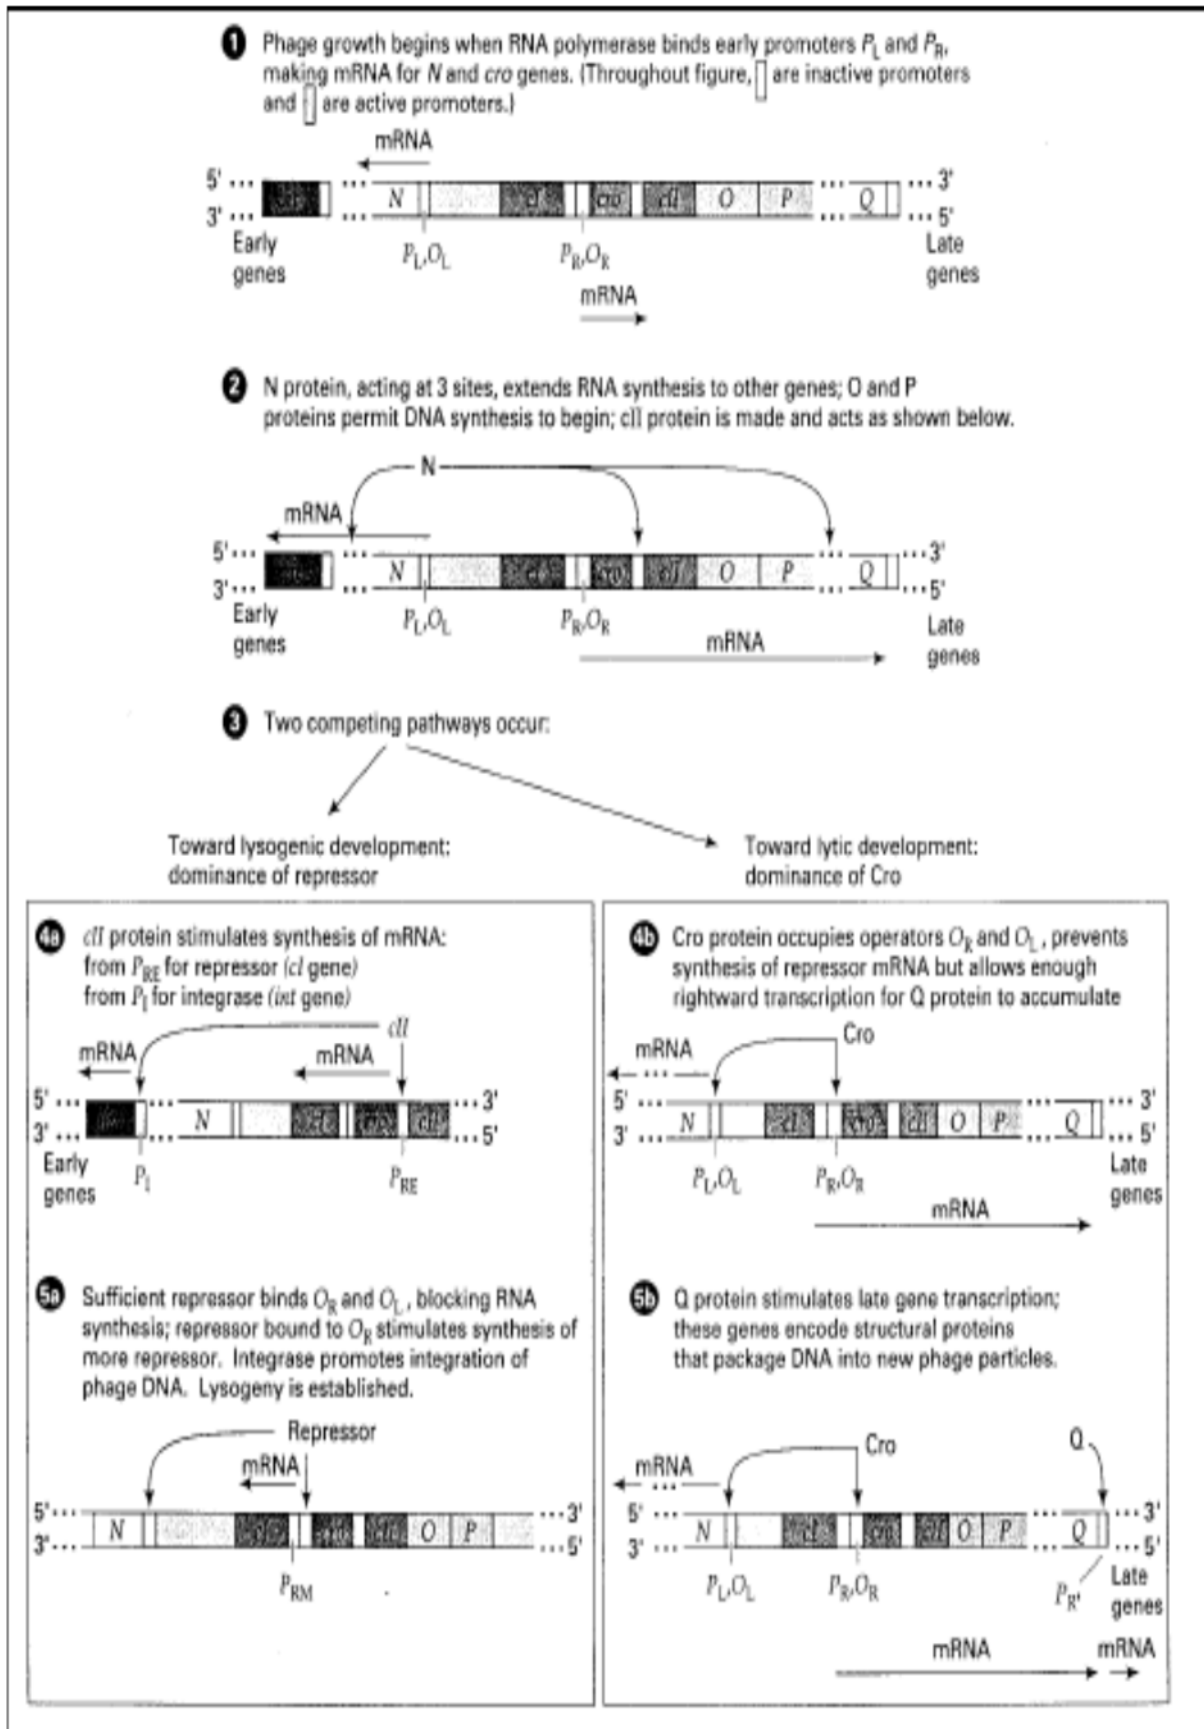 1 Phage growth begins when RNA polymerase binds early promoters PL and PR,
making mRNA for N and cro genes. (Throughout figure, are inactive promoters
and are active promoters.)
mRNA
5' ... ... ... ... 3'
N cI cro cII O P Q
3' ... ... ... ... 5'
Early genes
PL,OL
PR,OR
Late genes
mRNA
2 N protein, acting at 3 sites, extends RNA synthesis to other genes; O and P
proteins permit DNA synthesis to begin; cII protein is made and acts as shown below.
N
mRNA
5' ... ... ... ... 3'
N cI cro cII O P Q
3' ... ... ... ... 5'
Early genes
PL,OL
PR,OR
Late genes
mRNA
3 Two competing pathways occur:
Toward lysogenic development:
dominance of repressor
Toward lytic development:
dominance of Cro
4a cII protein stimulates synthesis of mRNA:
from PRE for repressor (cI gene)
from PI for integrase (int gene)
cII
mRNA
mRNA
5' ... ... ... 3'
N cI cro cII
3' ... ... ... 5'
Early genes
PI
PRE
5a Sufficient repressor binds OR and OL, blocking RNA
synthesis; repressor bound to OR stimulates synthesis of
more repressor. Integrase promotes integration of
phage DNA. Lysogeny is established.
Repressor
mRNA
5' ... ... 3'
N cI cro cII O P
3' ... ... 5'
PRM
4b Cro protein occupies operators OR and OL, prevents
synthesis of repressor mRNA but allows enough
rightward transcription for Q protein to accumulate
Cro
mRNA
...
5' ... ... ... 3'
N cI cro cII O P Q
3' ... ... ... 5'
PL,OL
PR,OR
Late genes
mRNA
5b Q protein stimulates late gene transcription;
these genes encode structural proteins
that package DNA into new phage particles.
Cro
Q
mRNA
...
5' ... ... ... 3'
N cI cro cII O P Q
3' ... ... ... 5'
PL,OL
PR,OR
PR'
Late genes
mRNA
mRNA